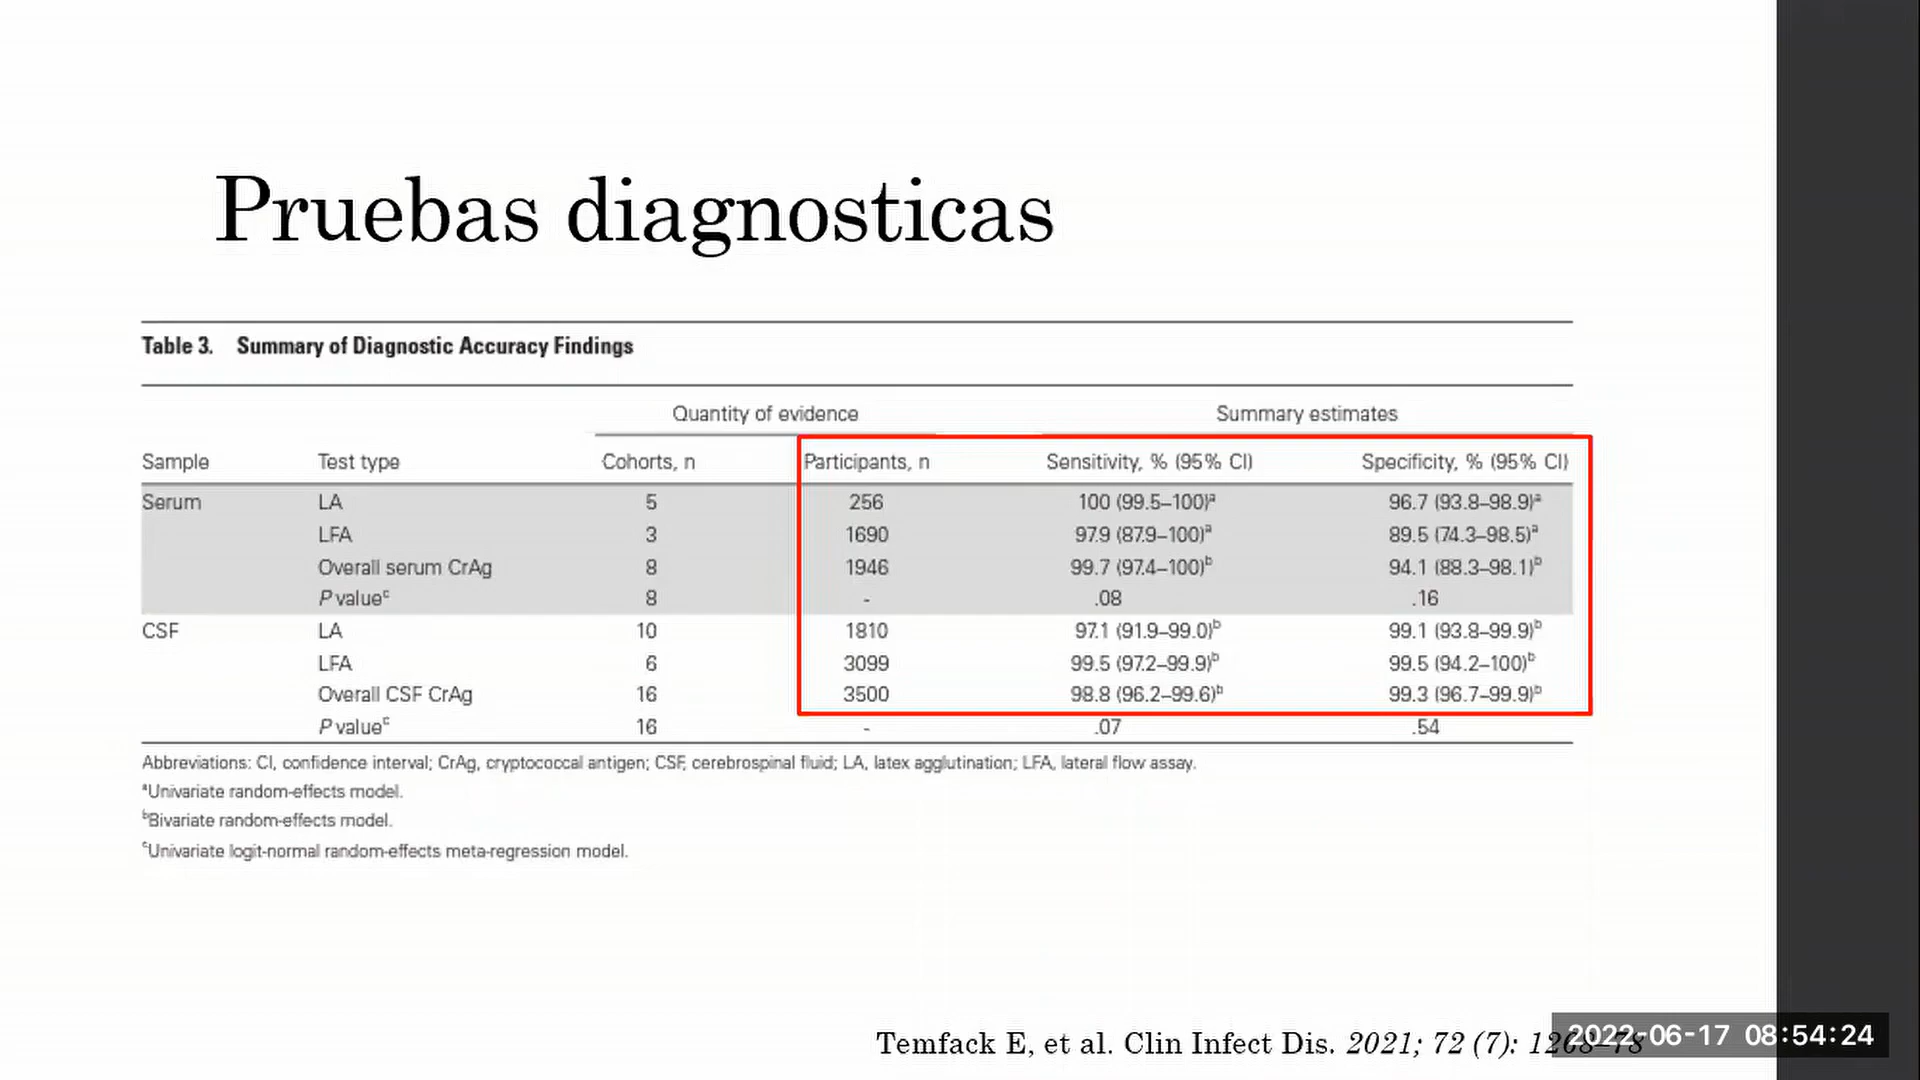 Pruebas diagnosticas
Table 3. Summary of Diagnostic Accuracy Findings
Quantity of evidence Summary estimates
Sample Test type Cohorts, n Participants, n Sensitivity, % (95% CI) Specificity, % (95% CI)
Serum LA 5 256 100 (99.5–100)ᵃ 96.7 (93.8–98.9)ᵃ
LFA 3 1690 97.9 (87.9–100)ᵃ 89.5 (74.3–98.5)ᵃ
Overall serum CrAg 8 1946 99.7 (97.4–100)ᵇ 94.1 (88.3–98.1)ᵇ
P valueᶜ 8 - .08 .16
CSF LA 10 1810 97.1 (91.9–99.0)ᵇ 99.1 (93.8–99.9)ᵇ
LFA 6 3099 99.5 (97.2–99.9)ᵇ 99.5 (94.2–100)ᵇ
Overall CSF CrAg 16 3500 98.8 (96.2–99.6)ᵇ 99.3 (96.7–99.9)ᵇ
P valueᶜ 16 - .07 .54
Abbreviations: CI, confidence interval; CrAg, cryptococcal antigen; CSF, cerebrospinal fluid; LA, latex agglutination; LFA, lateral flow assay.
ᵃUnivariate random-effects model.
ᵇBivariate random-effects model.
ᶜUnivariate logit-normal random-effects meta-regression model.
Temfack E, et al. Clin Infect Dis. 2021; 72 (7):
2022-06-17 08:54:24